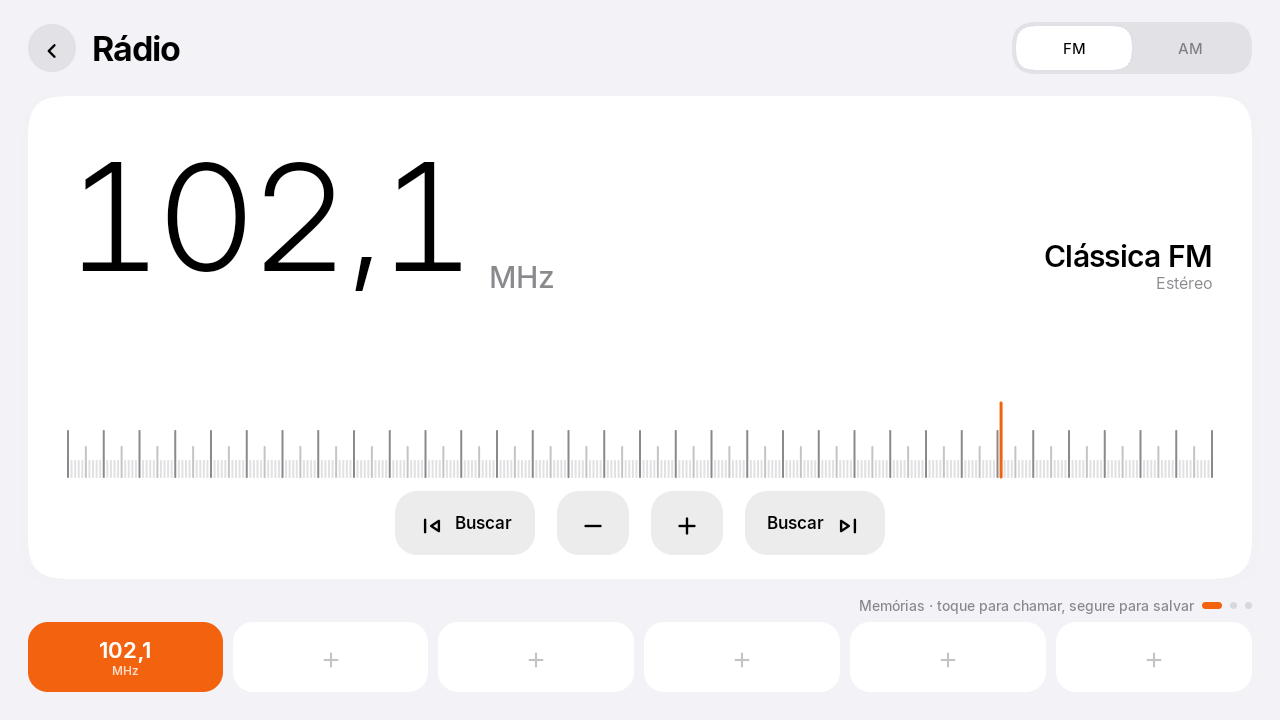 Rádio
FM
AM
102,1 MHz
Clássica FM
Estéreo
Buscar
Buscar
Memórias · toque para chamar, segure para salvar
102,1
MHz